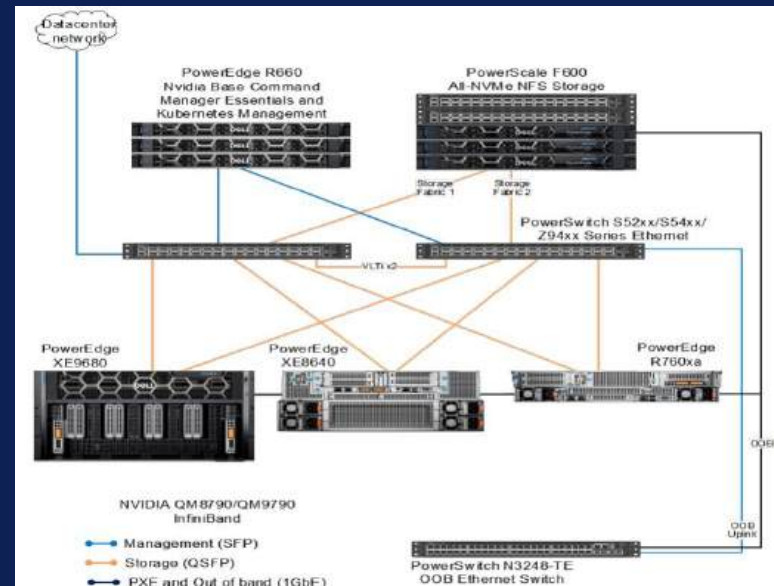 Datacenter
network
PowerEdge R660
Nvidia Base Command
Manager Essentials and
Kubernetes Management
PowerScale F600
All-NVMe NFS Storage
Storage
Fabric 1
Storage
Fabric 2
PowerSwitch S52xx/S54xx/
Z94xx Series Ethernet
VLTi x2
PowerEdge
XE9680
PowerEdge
XE8640
PowerEdge
R760xa
OOB
NVIDIA QM8790/QM9790
InfiniBand
Management (SFP)
Storage (QSFP)
PXE and Out of band (1GbE)
OOB
Uplink
PowerSwitch N3248-TE
OOB Ethernet Switch